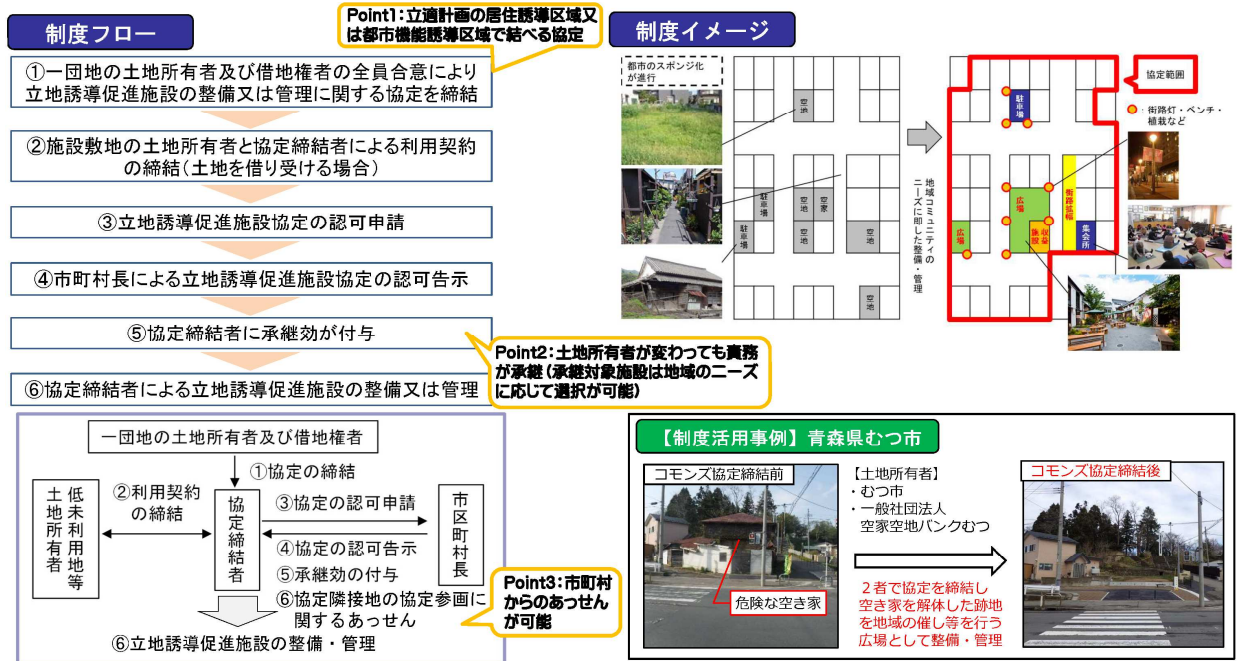 制度フロー
Point1：立適計画の居住誘導区域又
は都市機能誘導区域で結べる協定
①一団地の土地所有者及び借地権者の全員合意により
立地誘導促進施設の整備又は管理に関する協定を締結
②施設敷地の土地所有者と協定締結者による利用契約
の締結（土地を借り受ける場合）
③立地誘導促進施設協定の認可申請
④市町村長による立地誘導促進施設協定の認可告示
⑤協定締結者に承継効が付与
Point2：土地所有者が変わっても責務
が承継（承継対象施設は地域のニーズ
に応じて選択が可能）
⑥協定締結者による立地誘導促進施設の整備又は管理
制度イメージ
都市のスポンジ化
が進行
空地
駐車場
空地
空家
駐車場
空地
空地
空地
地域コミュニティの
ニーズに即した整備・管理
協定範囲
：街路灯・ベンチ・
植栽など
駐車場
広場
街路拡幅
広場
収益
施設
集会所
一団地の土地所有者及び借地権者
①協定の締結
低未利用地等
土地所有者
②利用契約
の締結
協定締結者
③協定の認可申請
④協定の認可告示
⑤承継効の付与
⑥協定隣接地の協定参画に
関するあっせん
市区町村長
Point3：市町村
からのあっせん
が可能
⑥立地誘導促進施設の整備・管理
【制度活用事例】青森県むつ市
コモンズ協定締結前
危険な空き家
【土地所有者】
・むつ市
・一般社団法人
空家空地バンクむつ
２者で協定を締結し
空き家を解体した跡地
を地域の催し等を行う
広場として整備・管理
コモンズ協定締結後